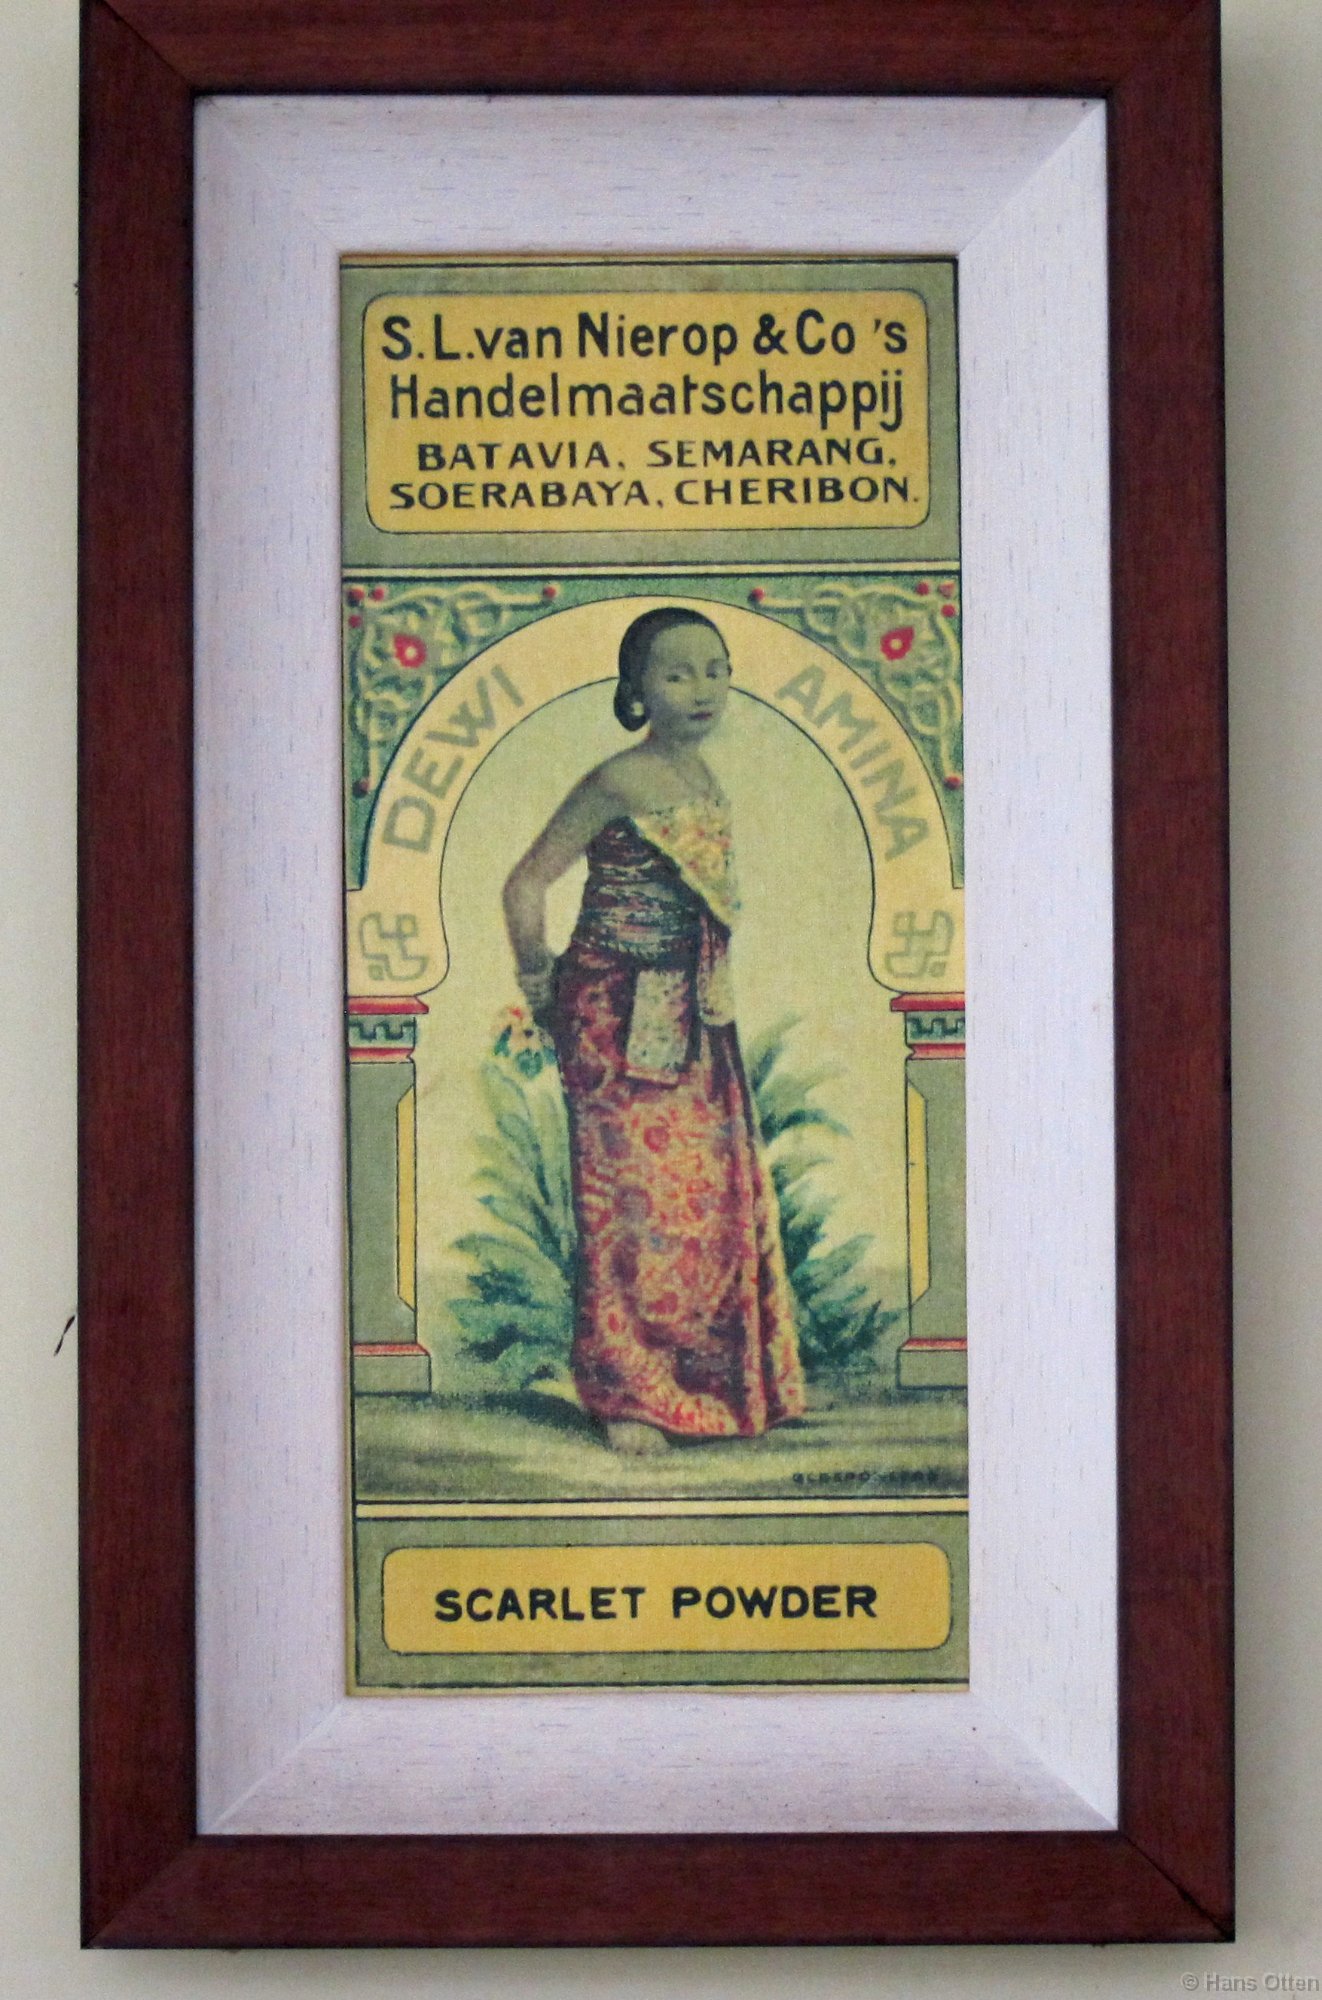 S.L.van Nierop & Co 's
Handelmaatschappij
BATAVIA, SEMARANG,
SOERABAYA, CHERIBON.
DEWI AMINA
SCARLET POWDER
© Hans Otten